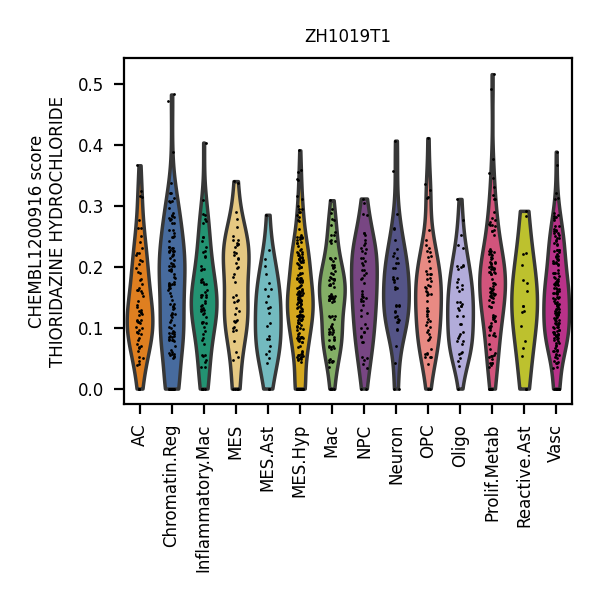 ZH1019T1
CHEMBL1200916 score
THIORIDAZINE HYDROCHLORIDE
0.5
0.4
0.3
0.2
0.1
0.0
AC
Chromatin.Reg
Inflammatory.Mac
MES
MES.Ast
MES.Hyp
Mac
NPC
Neuron
OPC
Oligo
Prolif.Metab
Reactive.Ast
Vasc